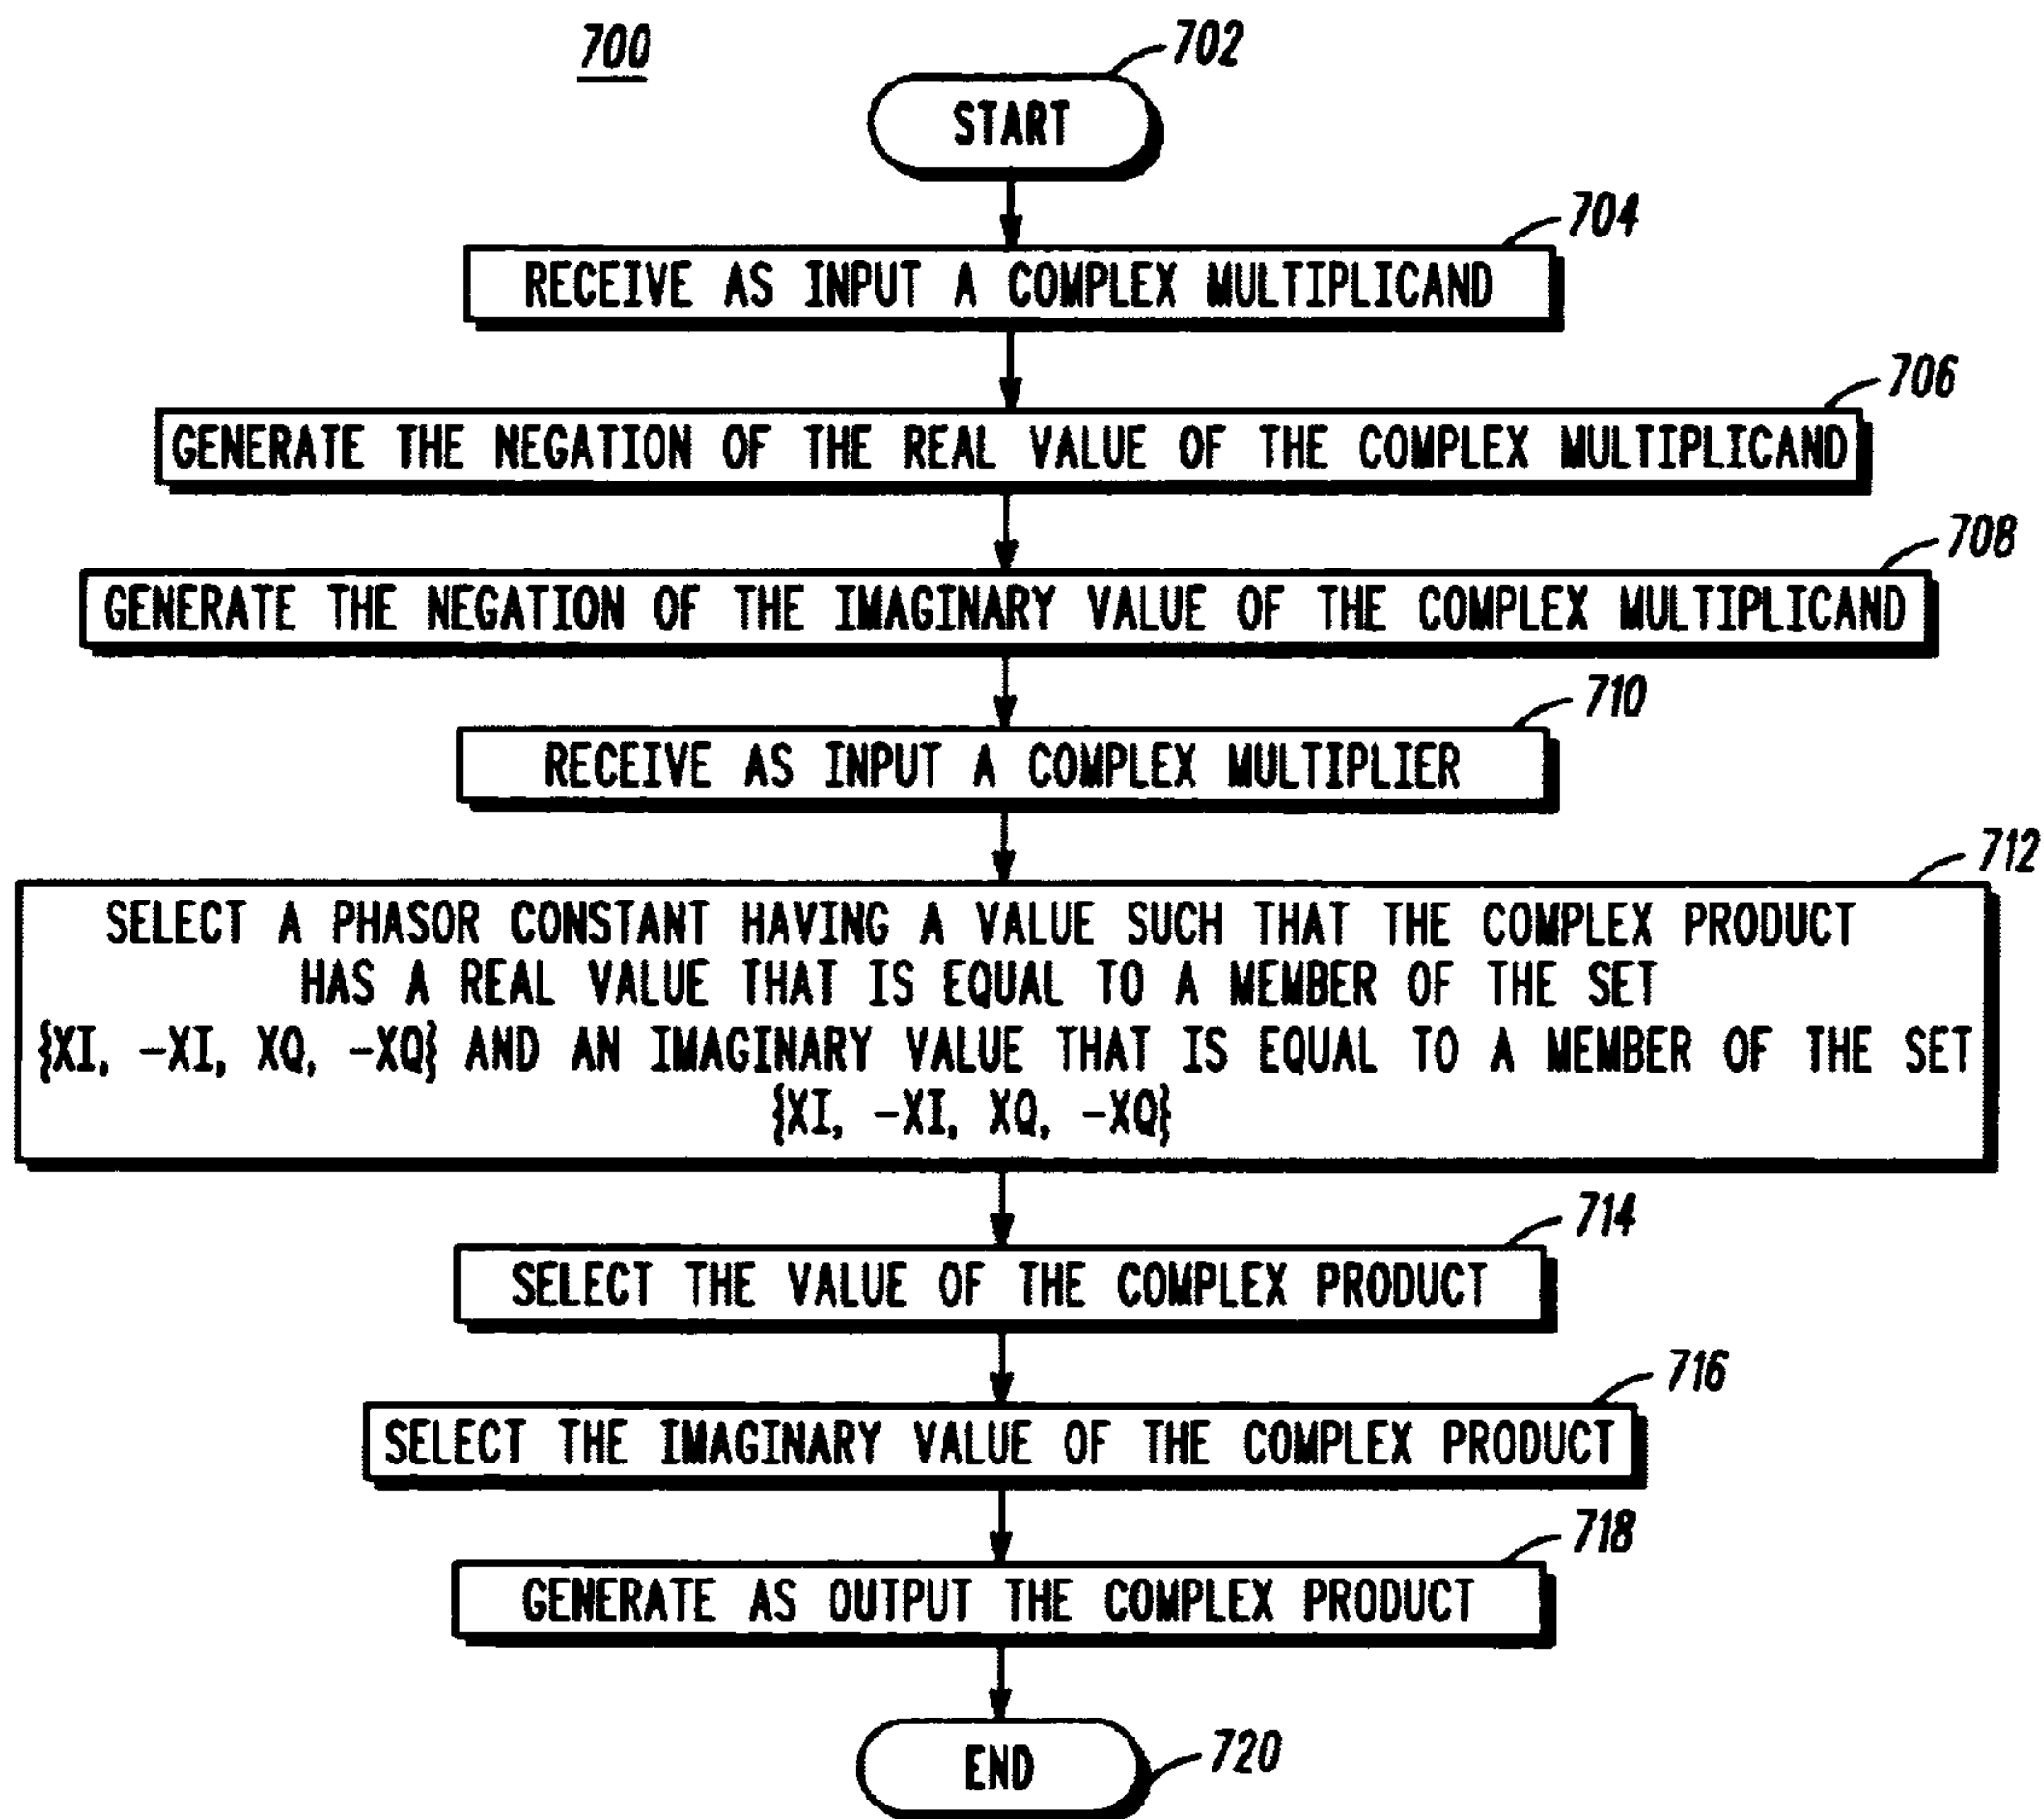 700
702
START
704
RECEIVE AS INPUT A COMPLEX MULTIPLICAND
706
GENERATE THE NEGATION OF THE REAL VALUE OF THE COMPLEX MULTIPLICAND
708
GENERATE THE NEGATION OF THE IMAGINARY VALUE OF THE COMPLEX MULTIPLICAND
710
RECEIVE AS INPUT A COMPLEX MULTIPLIER
712
SELECT A PHASOR CONSTANT HAVING A VALUE SUCH THAT THE COMPLEX PRODUCT
HAS A REAL VALUE THAT IS EQUAL TO A MEMBER OF THE SET
{XI, -XI, XQ, -XQ} AND AN IMAGINARY VALUE THAT IS EQUAL TO A MEMBER OF THE SET
{XI, -XI, XQ, -XQ}
714
SELECT THE VALUE OF THE COMPLEX PRODUCT
716
SELECT THE IMAGINARY VALUE OF THE COMPLEX PRODUCT
718
GENERATE AS OUTPUT THE COMPLEX PRODUCT
END
720